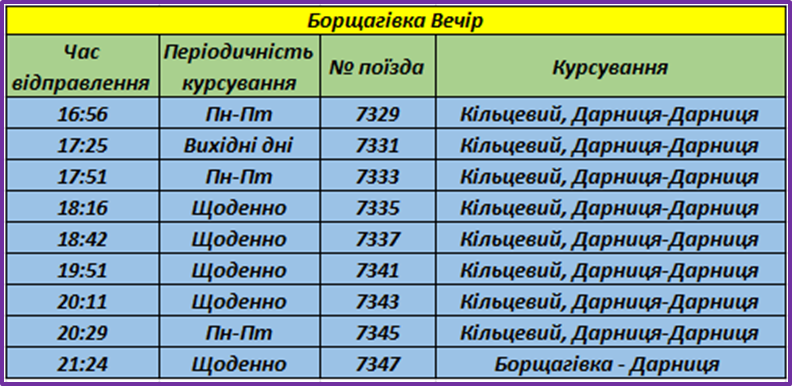 Борщагівка Вечір
Час відправлення Періодичність курсування № поїзда Курсування
16:56 Пн-Пт 7329 Кільцевий, Дарниця-Дарниця
17:25 Вихідні дні 7331 Кільцевий, Дарниця-Дарниця
17:51 Пн-Пт 7333 Кільцевий, Дарниця-Дарниця
18:16 Щоденно 7335 Кільцевий, Дарниця-Дарниця
18:42 Щоденно 7337 Кільцевий, Дарниця-Дарниця
19:51 Щоденно 7341 Кільцевий, Дарниця-Дарниця
20:11 Щоденно 7343 Кільцевий, Дарниця-Дарниця
20:29 Пн-Пт 7345 Кільцевий, Дарниця-Дарниця
21:24 Щоденно 7347 Борщагівка - Дарниця